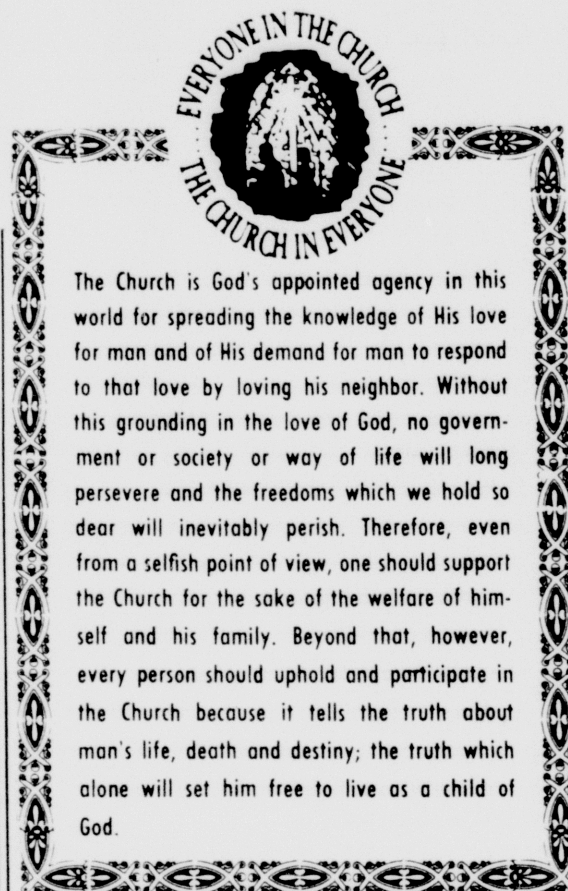 EVERYONE IN THE CHURCH
THE CHURCH IN EVERYONE
The Church is God's appointed agency in this
world for spreading the knowledge of His love
for man and of His demand for man to respond
to that love by loving his neighbor. Without
this grounding in the love of God, no govern-
ment or society or way of life will long
persevere and the freedoms which we hold so
dear will inevitably perish. Therefore, even
from a selfish point of view, one should support
the Church for the sake of the welfare of him-
self and his family. Beyond that, however,
every person should uphold and participate in
the Church because it tells the truth about
man's life, death and destiny; the truth which
alone will set him free to live as a child of
God.